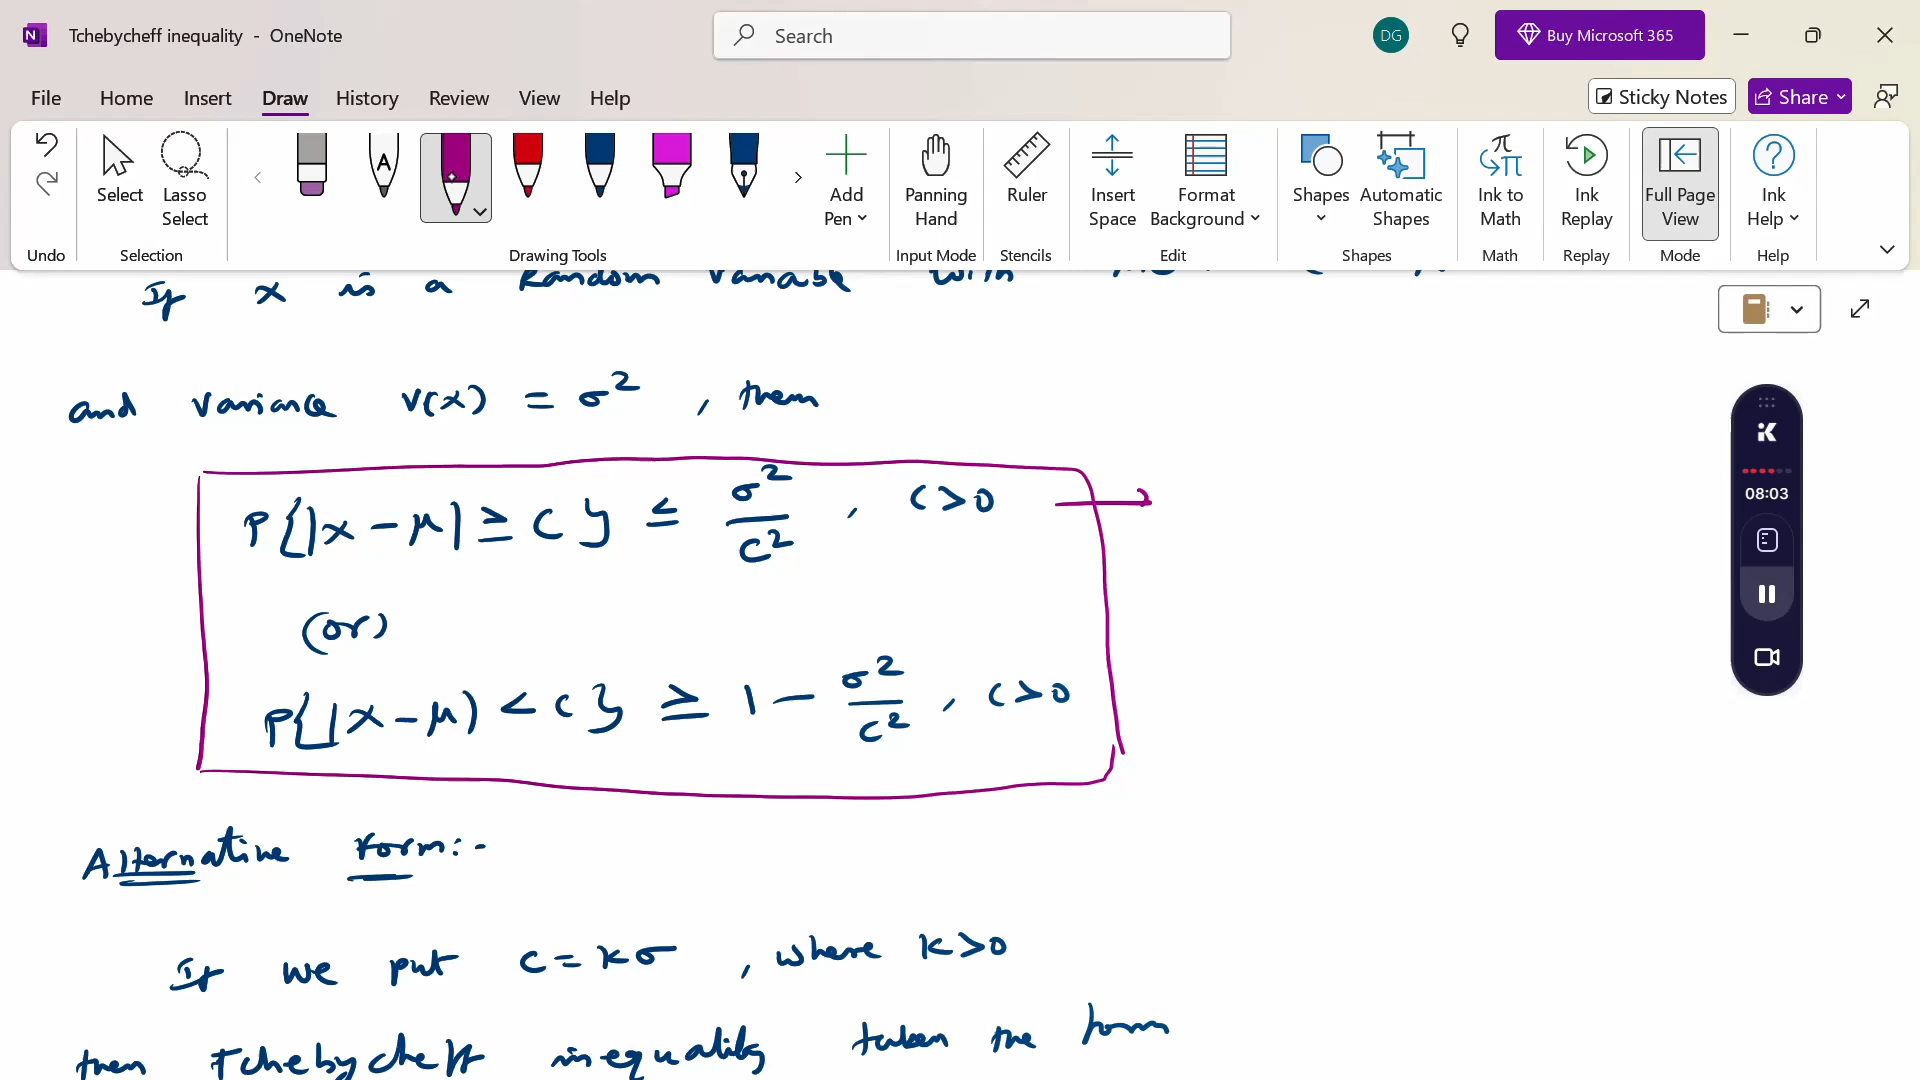 Tchebycheff inequality - OneNote
Search
DG
Buy Microsoft 365
File Home Insert Draw History Review View Help
Sticky Notes
Share
Select
Lasso Select
Add Pen
Panning Hand
Ruler
Insert Space
Format Background
Shapes
Automatic Shapes
Ink to Math
Ink Replay
Full Page View
Ink Help
Undo Selection Drawing Tools Input Mode Stencils Edit Shapes Math Replay Mode Help
If x is a Random Variable with
and variance V(x) = σ² , then
P{|x-μ| ≥ c} ≤ σ²/c² , c>0
(or)
P{|x-μ) < c} ≥ 1 - σ²/c² , c>0
08:03
Alternative Form:-
If we put c = kσ , where k>0
then Tchebycheff inequality taken the form